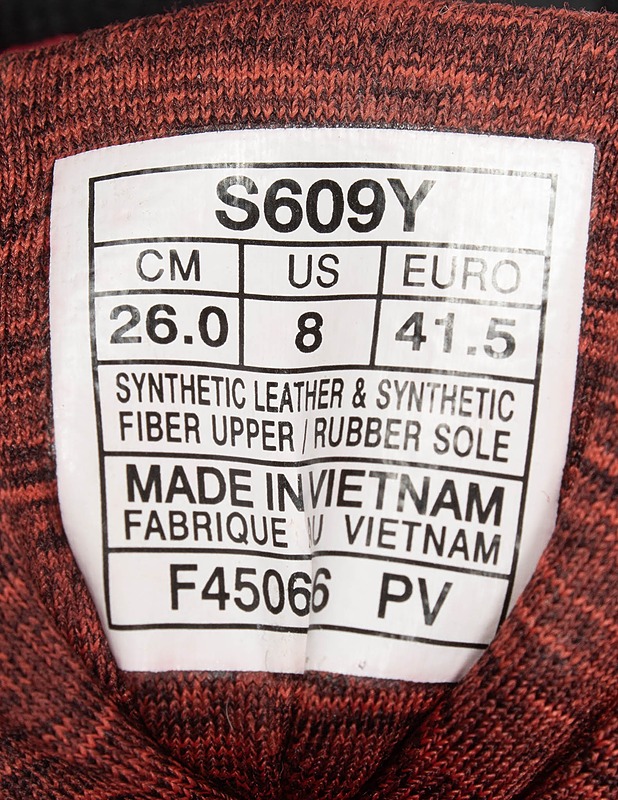 S609Y
CM US EURO
26.0 8 41.5
SYNTHETIC LEATHER & SYNTHETIC
FIBER UPPER / RUBBER SOLE
MADE IN VIETNAM
FABRIQUE AU VIETNAM
F45066 PV